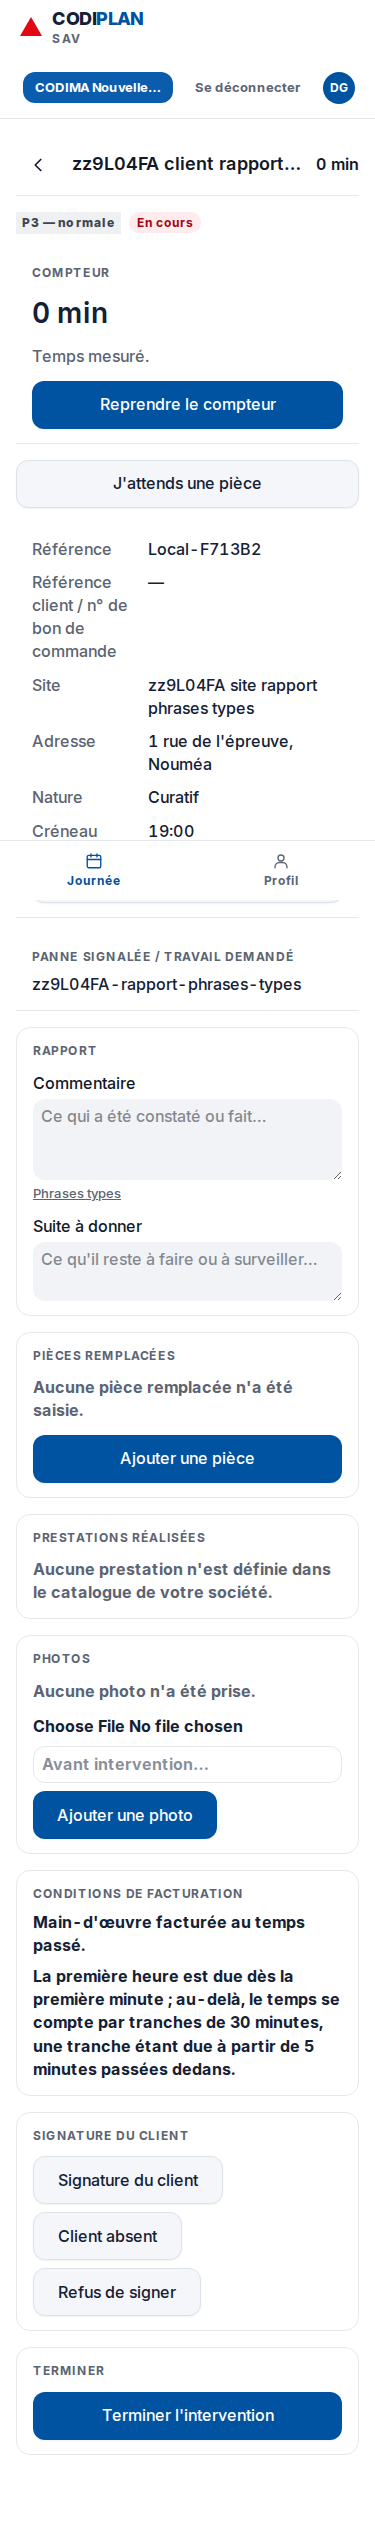 CODIPLAN
SAV
CODIMA Nouvelle...
Se déconnecter
DG
zz9L04FA client rapport...
0 min
P3 — normale
En cours
COMPTEUR
0 min
Temps mesuré.
Reprendre le compteur
J'attends une pièce
Référence
Local-F713B2
Référence
client / n° de
bon de
commande
—
Site
zz9L04FA site rapport
phrases types
Adresse
1 rue de l'épreuve,
Nouméa
Nature
Curatif
Créneau
19:00
Journée
Profil
PANNE SIGNALÉE / TRAVAIL DEMANDÉ
zz9L04FA-rapport-phrases-types
RAPPORT
Commentaire
Ce qui a été constaté ou fait...
Phrases types
Suite à donner
Ce qu'il reste à faire ou à surveiller...
PIÈCES REMPLACÉES
Aucune pièce remplacée n'a été
saisie.
Ajouter une pièce
PRESTATIONS RÉALISÉES
Aucune prestation n'est définie dans
le catalogue de votre société.
PHOTOS
Aucune photo n'a été prise.
Choose File No file chosen
Avant intervention...
Ajouter une photo
CONDITIONS DE FACTURATION
Main-d'œuvre facturée au temps
passé.
La première heure est due dès la
première minute ; au-delà, le temps se
compte par tranches de 30 minutes,
une tranche étant due à partir de 5
minutes passées dedans.
SIGNATURE DU CLIENT
Signature du client
Client absent
Refus de signer
TERMINER
Terminer l'intervention